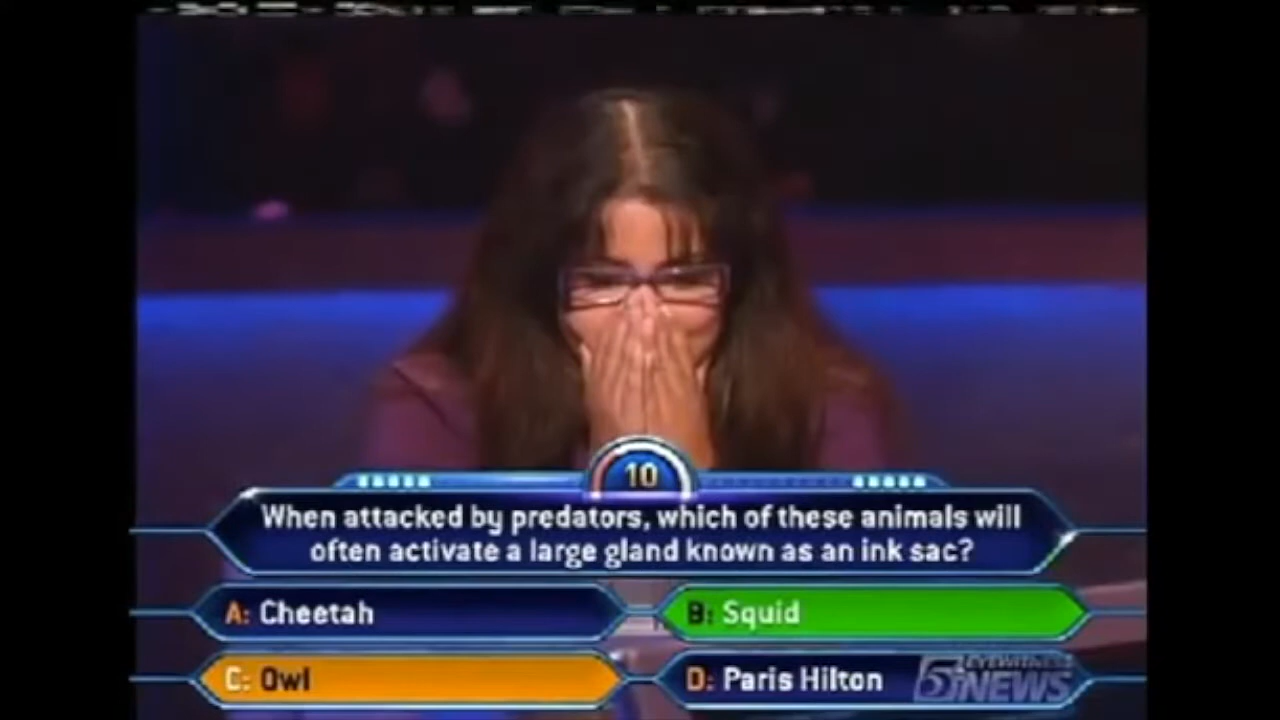 10
When attacked by predators, which of these animals will
often activate a large gland known as an ink sac?
A: Cheetah
B: Squid
C: Owl
D: Paris Hilton
5 EYEWITNESS
NEWS